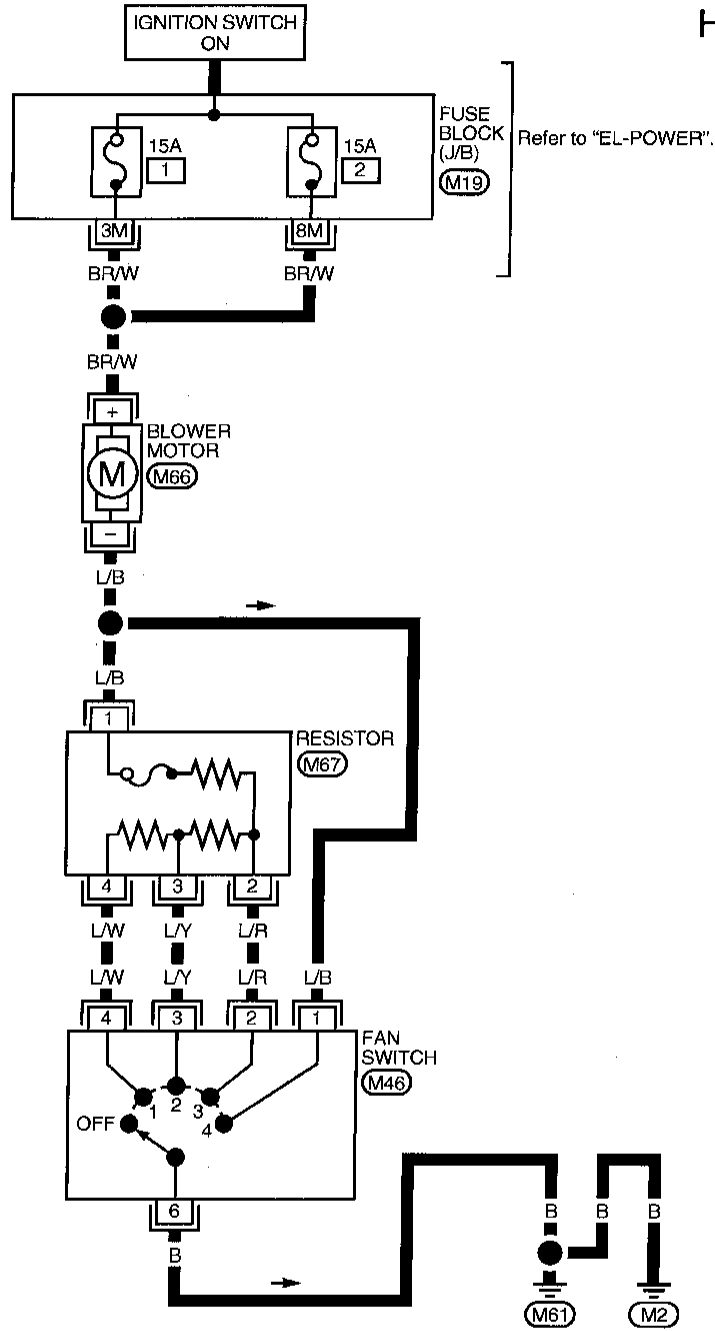 IGNITION SWITCH
ON
FUSE
BLOCK
(J/B)
M19
Refer to "EL-POWER".
15A
1
15A
2
3M
8M
BR/W
BR/W
BR/W
+
BLOWER
MOTOR
M66
M
−
L/B
L/B
1
RESISTOR
M67
4 3 2
L/W L/Y L/R
L/W L/Y L/R L/B
4 3 2 1
FAN
SWITCH
M46
OFF 1 2 3 4
6
B
B B B
M61 M2